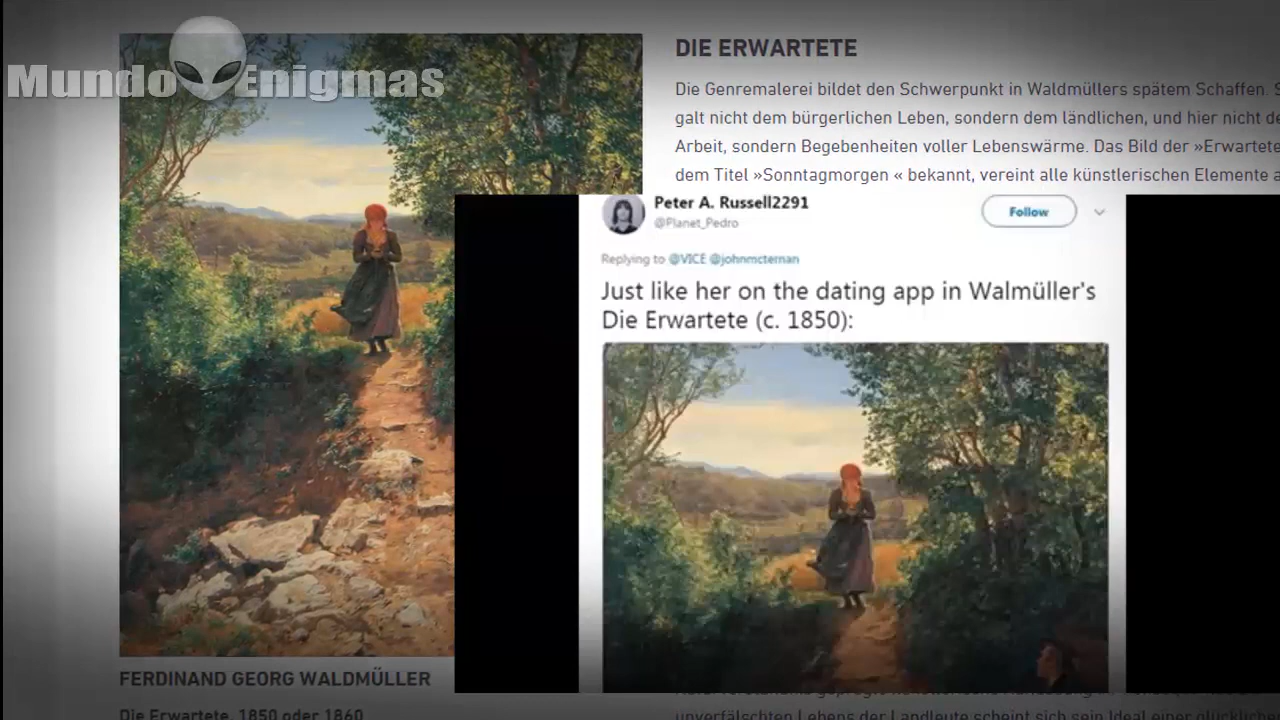 Mundo Enigmas
DIE ERWARTETE
Die Genremalerei bildet den Schwerpunkt in Waldmüllers spätem Schaffen. S
galt nicht dem bürgerlichen Leben, sondern dem ländlichen, und hier nicht de
Arbeit, sondern Begebenheiten voller Lebenswärme. Das Bild der »Erwartete
dem Titel »Sonntagmorgen « bekannt, vereint alle künstlerischen Elemente a
Peter A. Russell2291
@Planet_Pedro
Follow
Replying to @VICE @johnmcternan
Just like her on the dating app in Walmüller's
Die Erwartete (c. 1850):
FERDINAND GEORG WALDMÜLLER
Die Erwartete, 1850 oder 1860
unverfälschten Lebens der Landleute scheint sich sein Ideal einer glücklichen